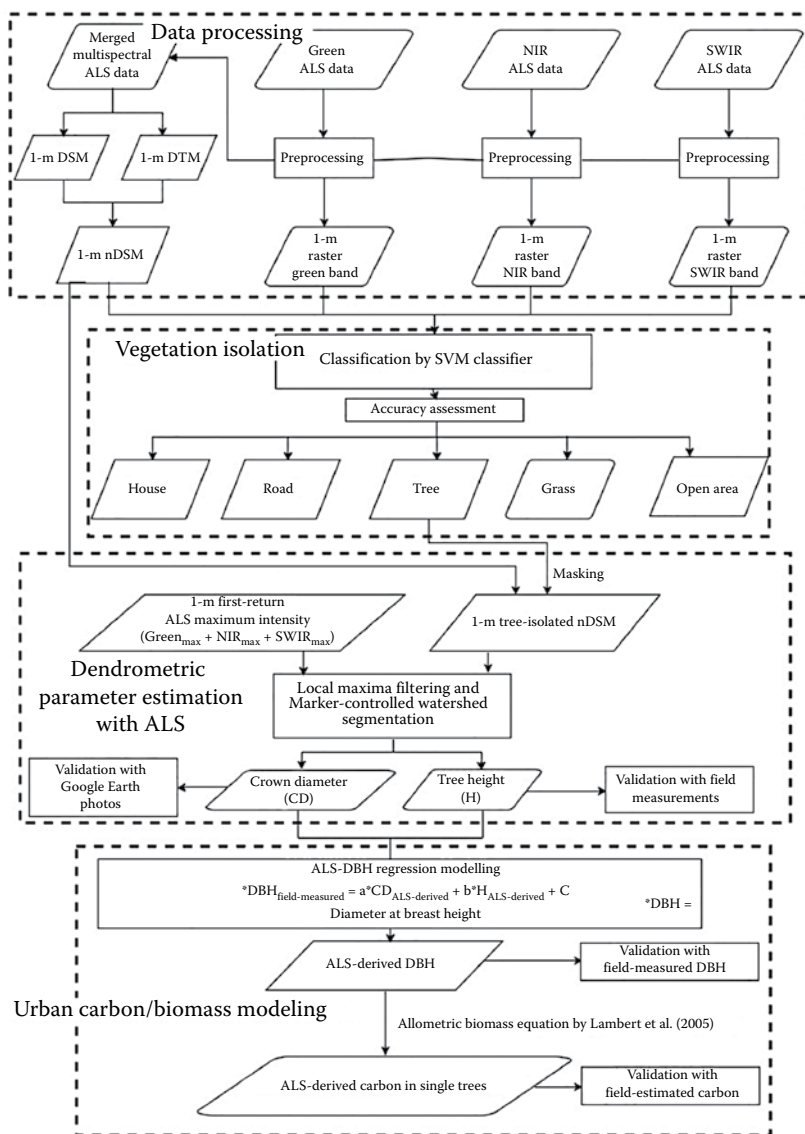 Data processing
Merged
multispectral
ALS data
Green
ALS data
NIR
ALS data
SWIR
ALS data
1-m DSM
1-m DTM
Preprocessing
Preprocessing
Preprocessing
1-m nDSM
1-m
raster
green band
1-m
raster
NIR band
1-m
raster
SWIR band
Vegetation isolation
Classification by SVM classifier
Accuracy assessment
House
Road
Tree
Grass
Open area
Masking
1-m first-return
ALS maximum intensity
(Greenmax + NIRmax + SWIRmax)
1-m tree-isolated nDSM
Dendrometric
parameter estimation
with ALS
Local maxima filtering and
Marker-controlled watershed
segmentation
Validation with
Google Earth
photos
Crown diameter
(CD)
Tree height
(H)
Validation with field
measurements
ALS-DBH regression modelling
*DBHfield-measured = a*CDALS-derived + b*HALS-derived + C
Diameter at breast height
*DBH =
ALS-derived DBH
Validation with
field-measured DBH
Urban carbon/biomass modeling
Allometric biomass equation by Lambert et al. (2005)
ALS-derived carbon in single trees
Validation with
field-estimated carbon